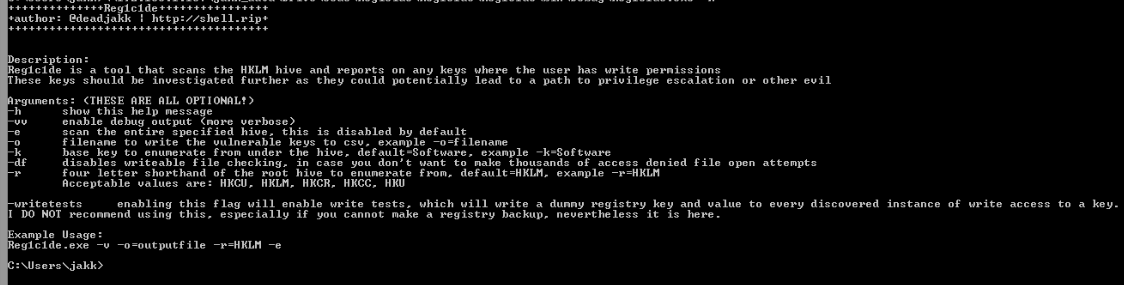 +++++++++++++Reg1c1de++++++++++++++++
+author: @deadjakk | http://shell.rip+
++++++++++++++++++++++++++++++++++++++
Description:
Reg1c1de is a tool that scans the HKLM hive and reports on any keys where the user has write permissions
These keys should be investigated further as they could potentially lead to a path to privilege escalation or other evil
Arguments: (THESE ARE ALL OPTIONAL!)
-h show this help message
-vv enable debug output (more verbose)
-e scan the entire specified hive, this is disabled by default
-o filename to write the vulnerable keys to csv, example -o=filename
-k base key to enumerate from under the hive, default=Software, example -k=Software
-df disables writeable file checking, in case you don't want to make thousands of access denied file open attempts
-r four letter shorthand of the root hive to enumerate from, default=HKLM, example -r=HKLM
Acceptable values are: HKCU, HKLM, HKCR, HKCC, HKU
-writetests enabling this flag will enable write tests, which will write a dummy registry key and value to every discovered instance of write access to a key.
I DO NOT recommend using this, especially if you cannot make a registry backup, nevertheless it is here.
Example Usage:
Reg1c1de.exe -v -o=outputfile -r=HKLM -e
C:\Users\jakk>